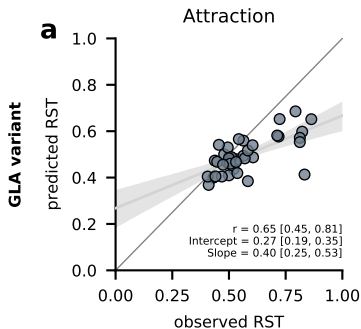 a
Attraction
GLA variant
predicted RST
1.0
0.8
0.6
0.4
0.2
0.0
r = 0.65 [0.45, 0.81]
Intercept = 0.27 [0.19, 0.35]
Slope = 0.40 [0.25, 0.53]
0.00 0.25 0.50 0.75 1.00
observed RST